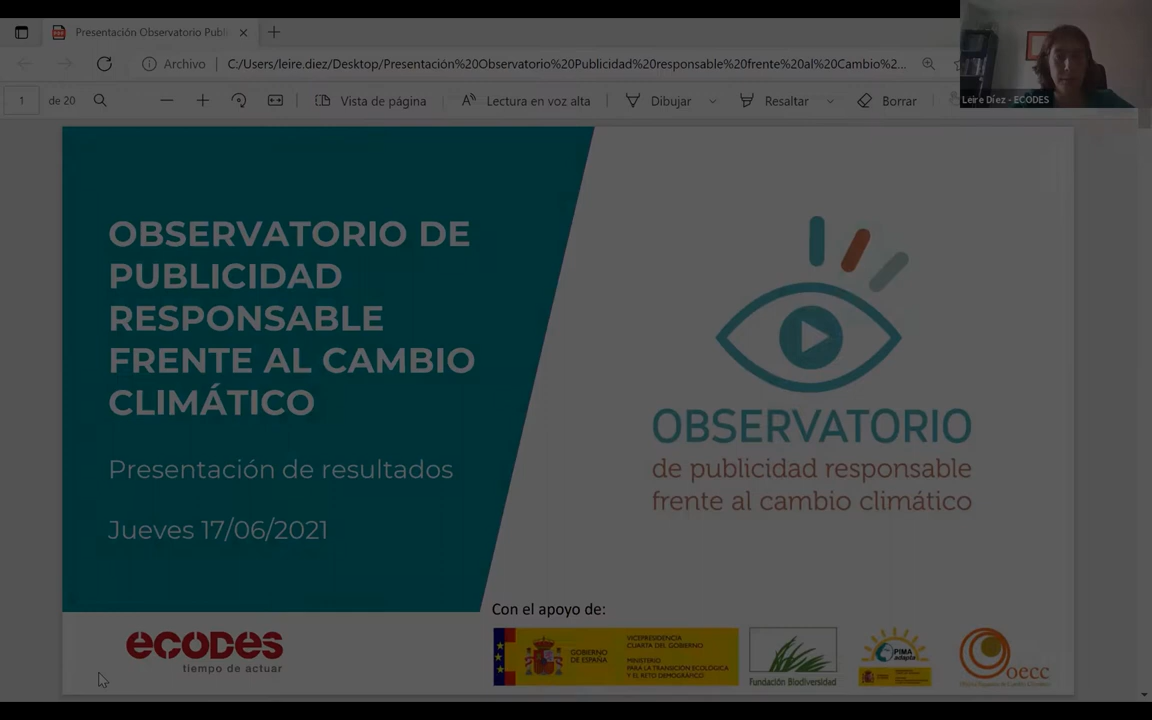 Presentación Observatorio Publi
Archivo
C:/Users/leire.diez/Desktop/Presentación%20Observatorio%20Publicidad%20responsable%20frente%20al%20Cambio%2...
1
de 20
Vista de página
Lectura en voz alta
Dibujar
Resaltar
Borrar
Leire Díez - ECODES
OBSERVATORIO DE
PUBLICIDAD
RESPONSABLE
FRENTE AL CAMBIO
CLIMÁTICO
Presentación de resultados
Jueves 17/06/2021
OBSERVATORIO
de publicidad responsable
frente al cambio climático
Con el apoyo de:
ecodes
tiempo de actuar
GOBIERNO
DE ESPAÑA
VICEPRESIDENCIA
CUARTA DEL GOBIERNO
MINISTERIO
PARA LA TRANSICIÓN ECOLÓGICA
Y EL RETO DEMOGRÁFICO
Fundación Biodiversidad
PIMA
adapta
oecc